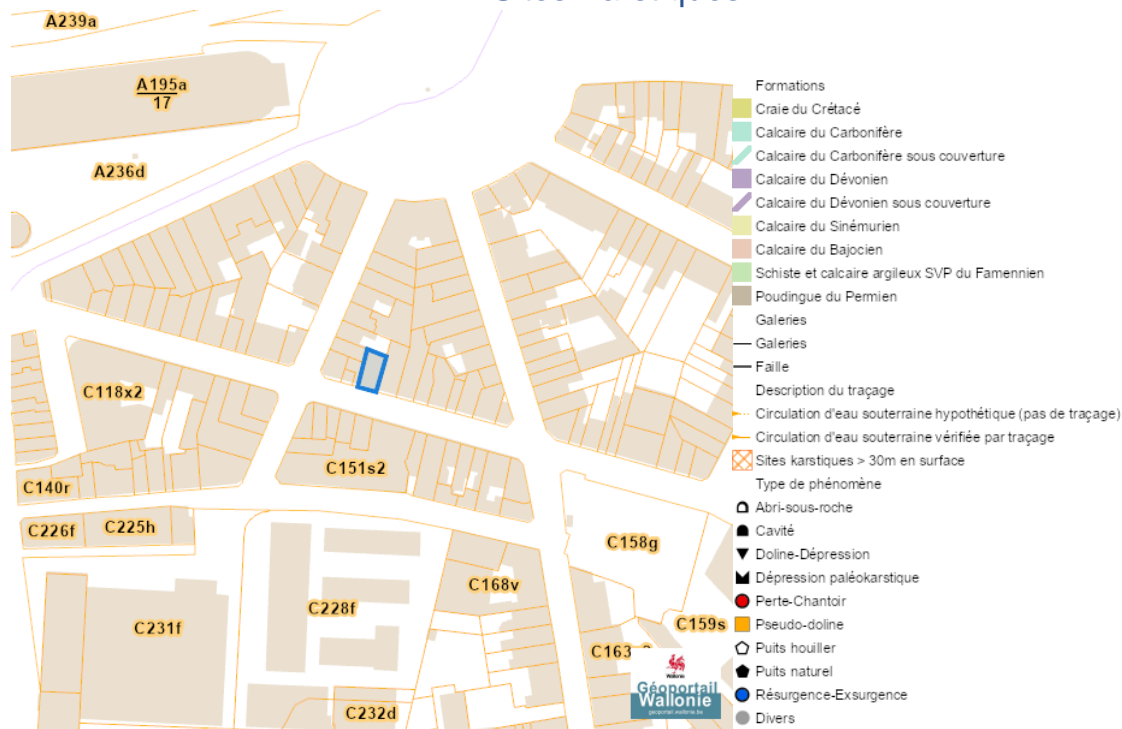 A239a
A195a
17
A236d
C118x2
C151s2
C140r
C226f
C225h
C158g
C168v
C228f
C231f
C159s
C232d
Wallonie
Géoportail
Wallonie
geoportail.wallonie.be
Formations
Craie du Crétacé
Calcaire du Carbonifère
Calcaire du Carbonifère sous couverture
Calcaire du Dévonien
Calcaire du Dévonien sous couverture
Calcaire du Sinémurien
Calcaire du Bajocien
Schiste et calcaire argileux SVP du Famennien
Poudingue du Permien
Galeries
Galeries
Faille
Description du traçage
Circulation d'eau souterraine hypothétique (pas de traçage)
Circulation d'eau souterraine vérifiée par traçage
Sites karstiques > 30m en surface
Type de phénomène
Abri-sous-roche
Cavité
Doline-Dépression
Dépression paléokarstique
Perte-Chantoir
Pseudo-doline
Puits houiller
Puits naturel
Résurgence-Exsurgence
Divers